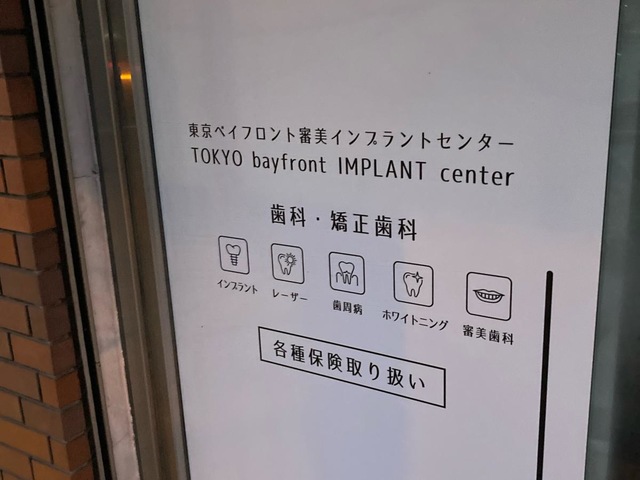 東京ベイフロント審美インプラントセンター
TOKYO bayfront IMPLANT center
歯科・矯正歯科
インプラント レーザー 歯周病 ホワイトニング 審美歯科
各種保険取り扱い